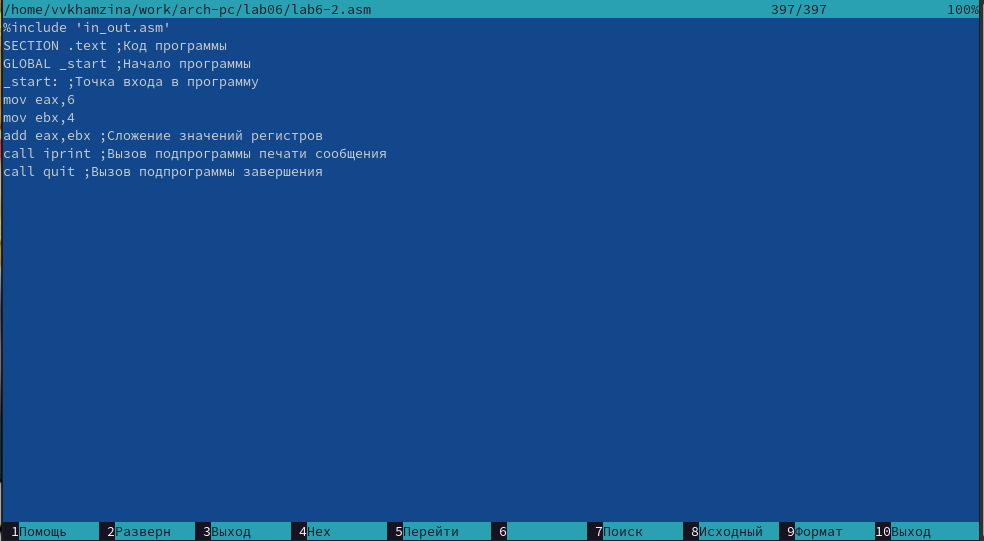 /home/vvkhamzina/work/arch-pc/lab06/lab6-2.asm 397/397 100%
%include 'in_out.asm'
SECTION .text ;Код программы
GLOBAL _start ;Начало программы
_start: ;Точка входа в программу
mov eax,6
mov ebx,4
add eax,ebx ;Сложение значений регистров
call iprint ;Вызов подпрограммы печати сообщения
call quit ;Вызов подпрограммы завершения
1Помощь 2Разверн 3Выход 4Hex 5Перейти 6 7Поиск 8Исходный 9Формат 10Выход